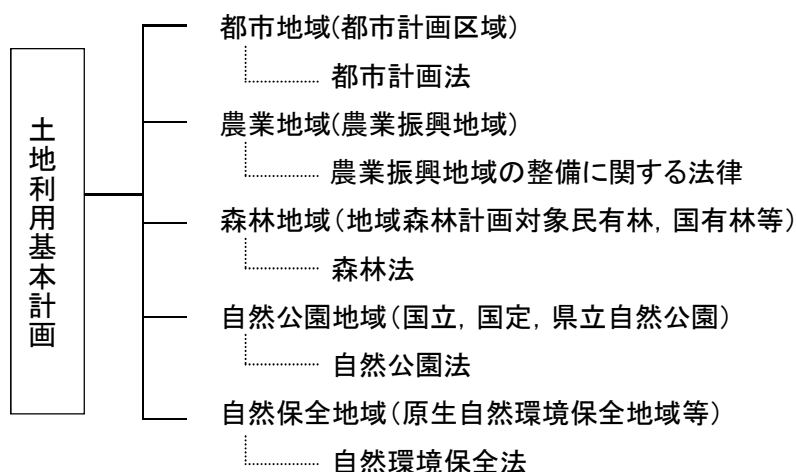 土地利用基本計画
都市地域(都市計画区域)
都市計画法
農業地域(農業振興地域)
農業振興地域の整備に関する法律
森林地域(地域森林計画対象民有林，国有林等)
森林法
自然公園地域(国立，国定，県立自然公園)
自然公園法
自然保全地域(原生自然環境保全地域等)
自然環境保全法